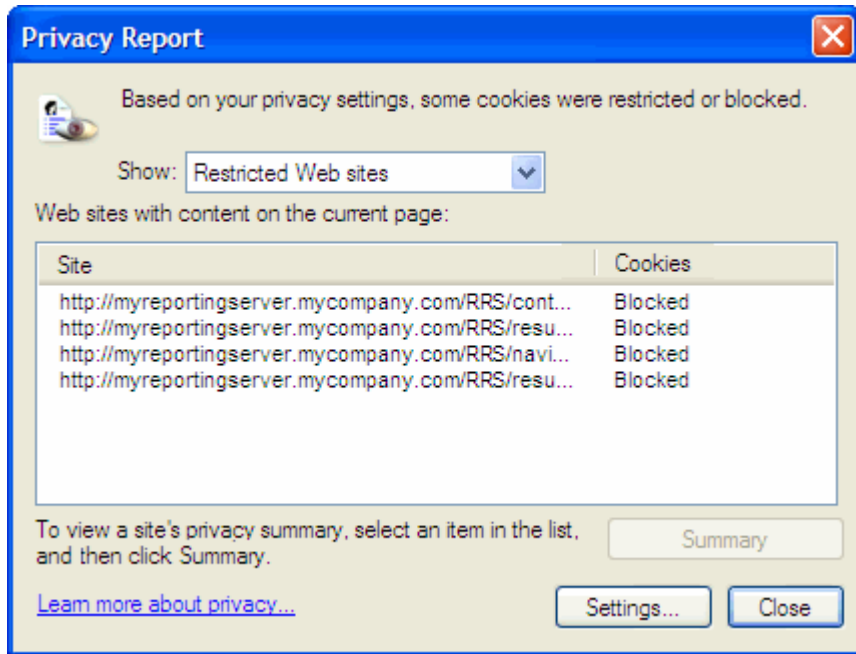 Privacy Report
Based on your privacy settings, some cookies were restricted or blocked.
Show: Restricted Web sites
Web sites with content on the current page:
Site Cookies
http://myreportingserver.mycompany.com/RRS/cont... Blocked
http://myreportingserver.mycompany.com/RRS/resu... Blocked
http://myreportingserver.mycompany.com/RRS/navi... Blocked
http://myreportingserver.mycompany.com/RRS/resu... Blocked
To view a site's privacy summary, select an item in the list,
and then click Summary.
Summary
Learn more about privacy...
Settings... Close